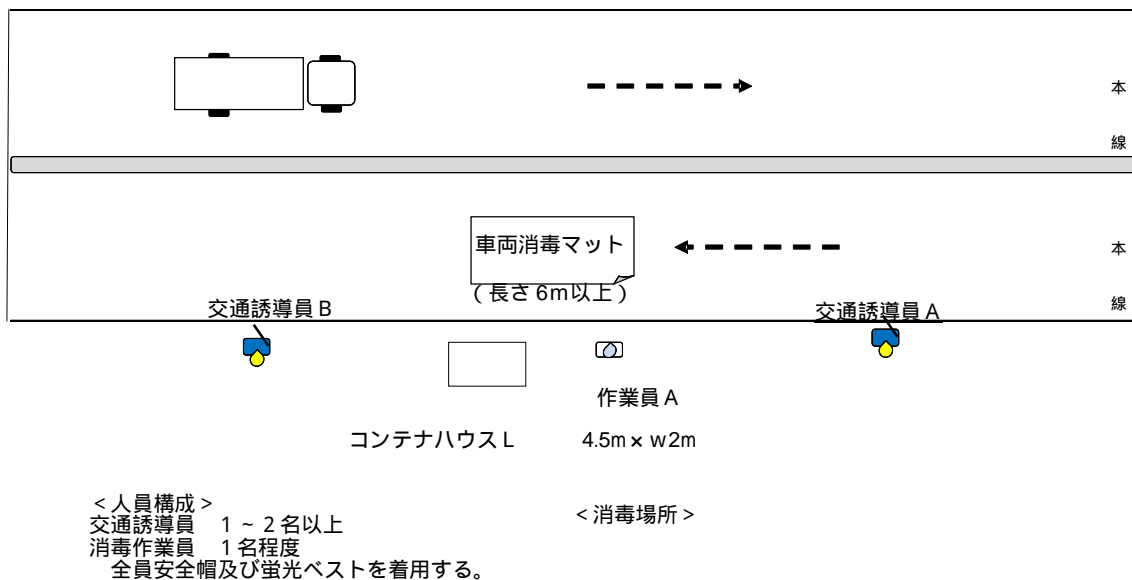 本
線
車両消毒マット
(長さ6m以上)
本
線
交通誘導員B
交通誘導員A
作業員A
コンテナハウスL 4.5m×w2m
<人員構成>
<消毒場所>
交通誘導員 1~2名以上
消毒作業員 1名程度
全員安全帽及び蛍光ベストを着用する。